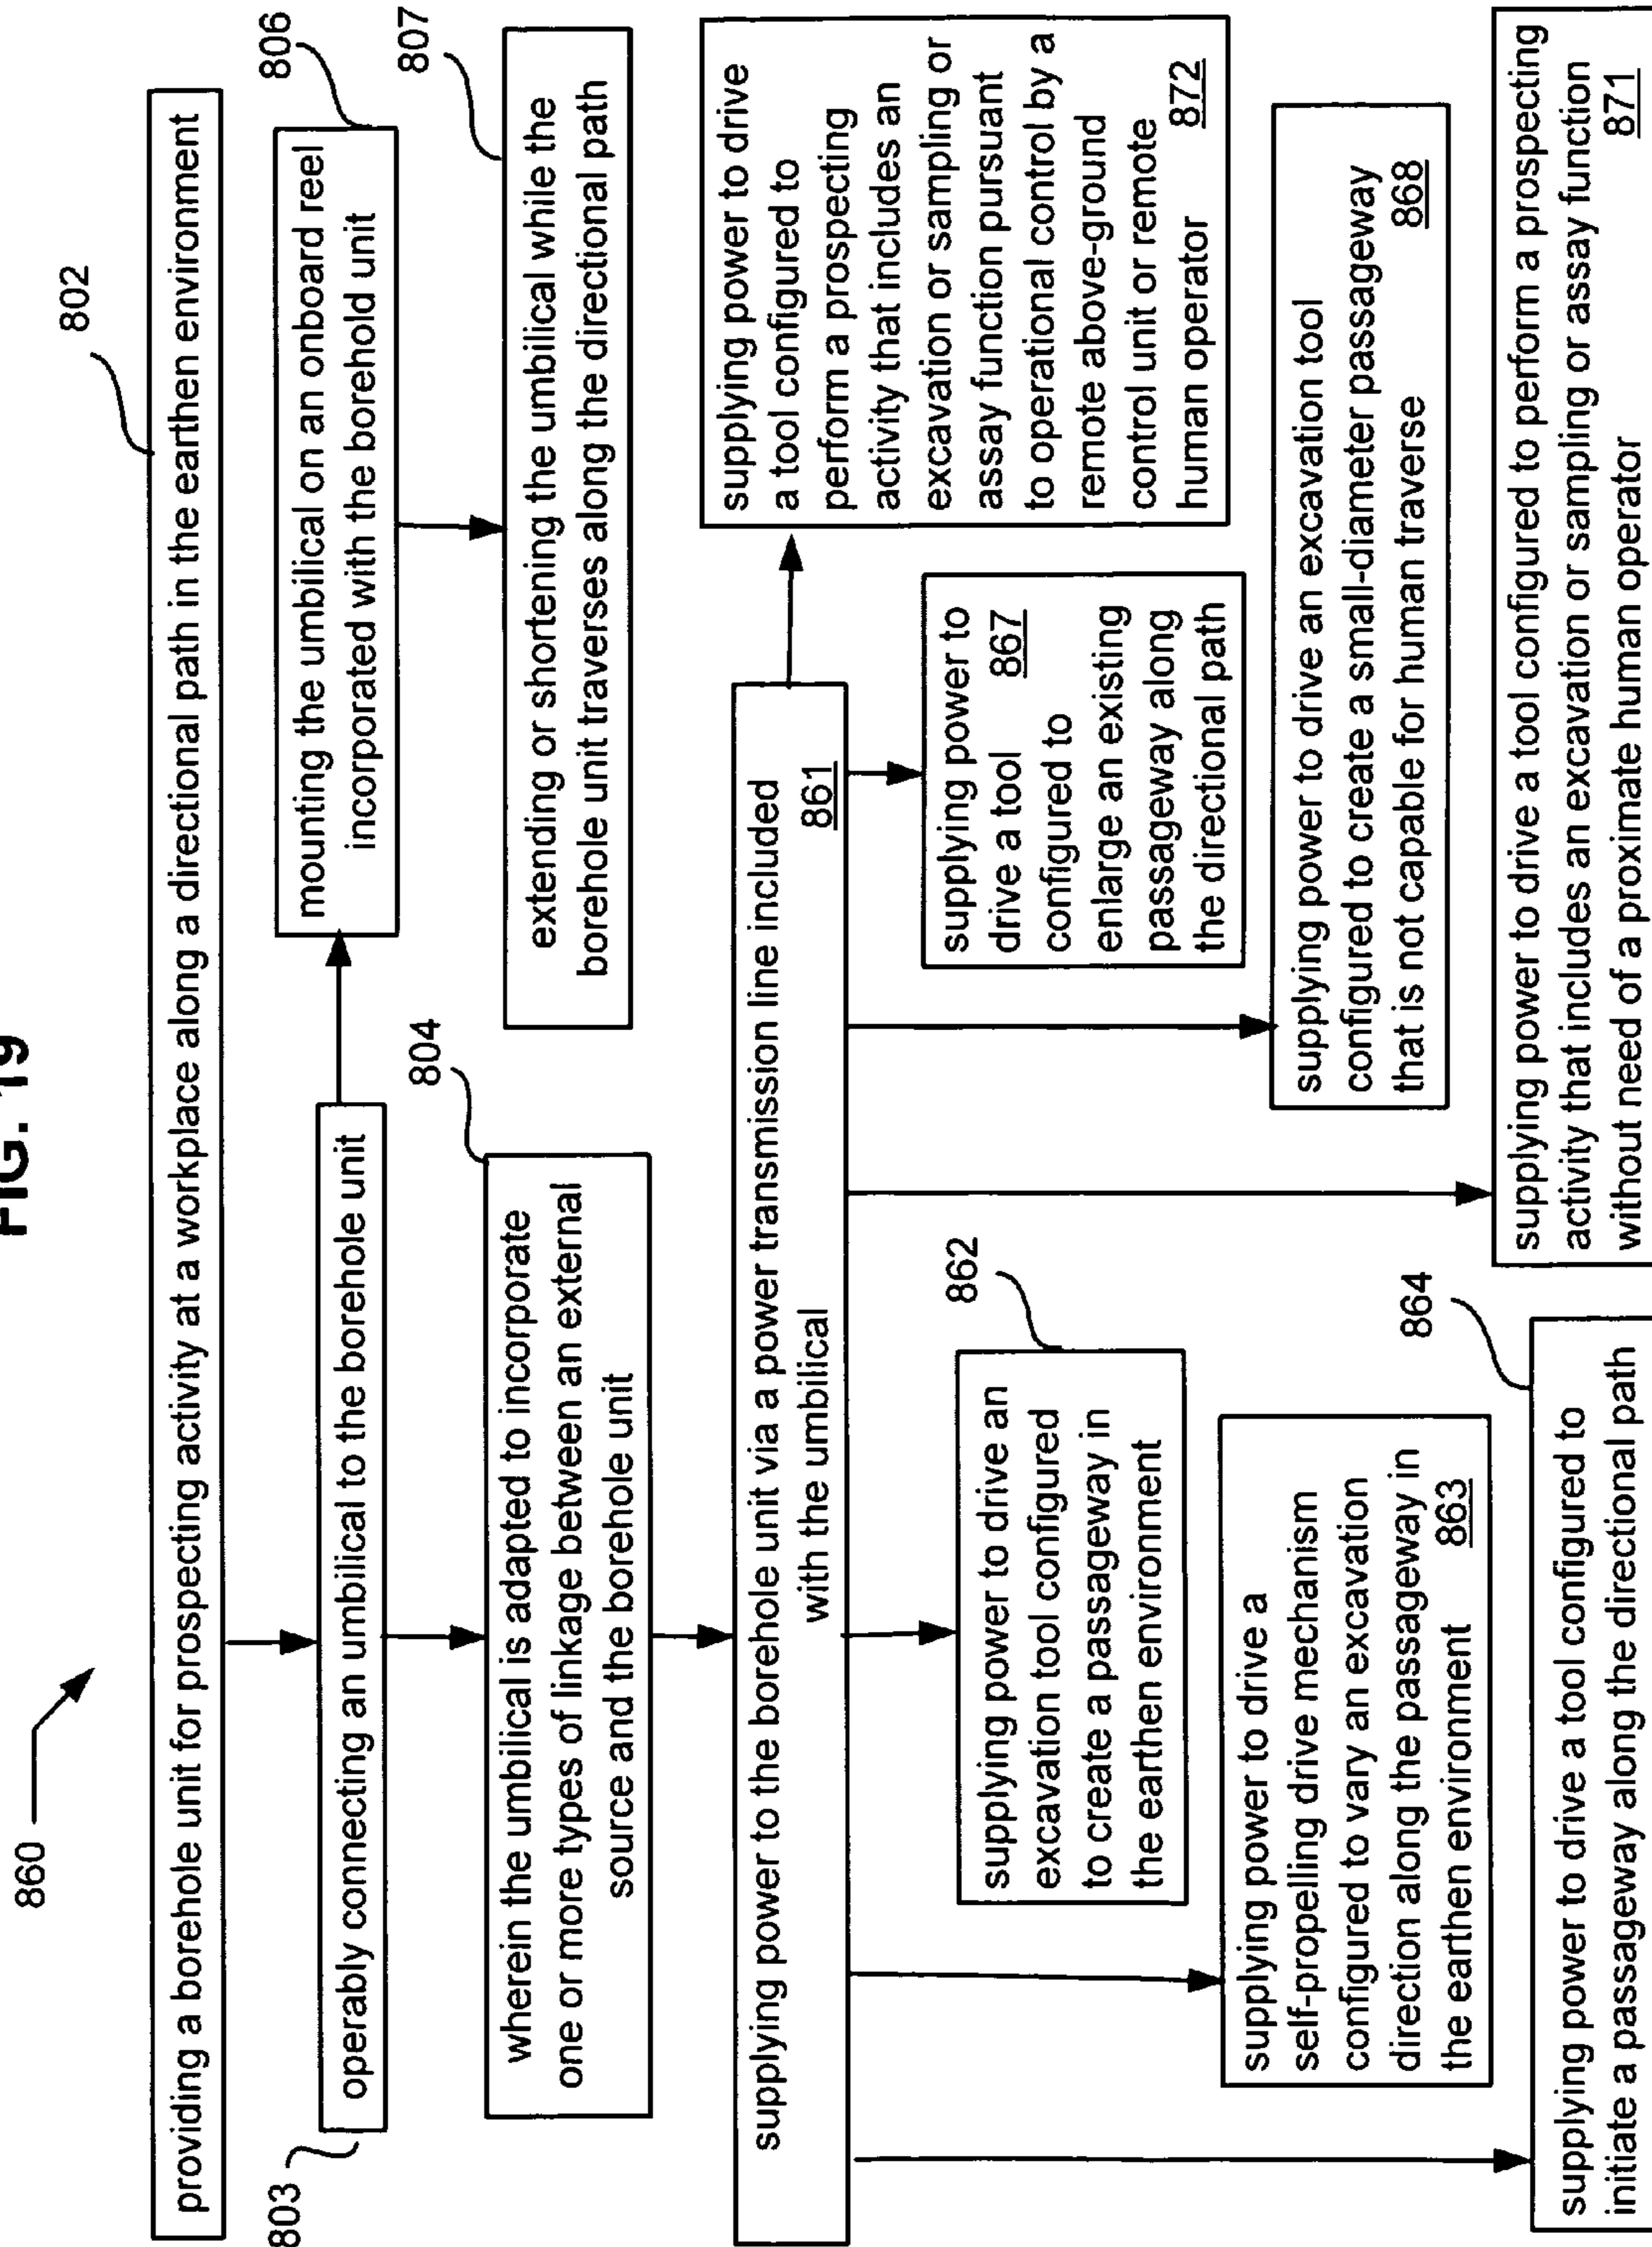 FIG. 19
860
802
providing a borehole unit for prospecting activity at a workplace along a directional path in the earthen environment
803
operably connecting an umbilical to the borehole unit
806
mounting the umbilical on an onboard reel
incorporated with the borehold unit
804
wherein the umbilical is adapted to incorporate
one or more types of linkage between an external
source and the borehole unit
807
extending or shortening the umbilical while the
borehole unit traverses along the directional path
supplying power to the borehole unit via a power transmission line included
with the umbilical
861
supplying power to drive
a tool configured to
perform a prospecting
activity that includes an
excavation or sampling or
assay function pursuant
to operational control by a
remote above-ground
control unit or remote
human operator 872
862
supplying power to drive an
excavation tool configured
to create a passageway in
the earthen environment
supplying power to
drive a tool 867
configured to
enlarge an existing
passageway along
the directional path
supplying power to drive a
self-propelling drive mechanism
configured to vary an excavation
direction along the passageway in
the earthen environment 863
supplying power to drive an excavation tool
configured to create a small-diameter passageway
that is not capable for human traverse 868
864
supplying power to drive a tool configured to
initiate a passageway along the directional path
supplying power to drive a tool configured to perform a prospecting
activity that includes an excavation or sampling or assay function
without need of a proximate human operator 871